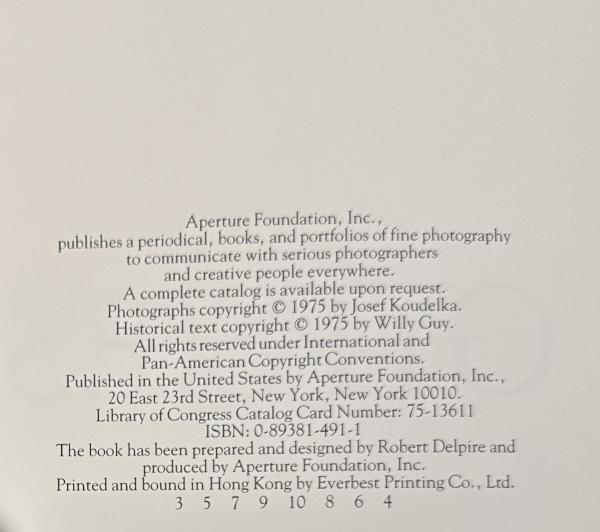 Aperture Foundation, Inc.,
publishes a periodical, books, and portfolios of fine photography
to communicate with serious photographers
and creative people everywhere.
A complete catalog is available upon request.
Photographs copyright © 1975 by Josef Koudelka.
Historical text copyright © 1975 by Willy Guy.
All rights reserved under International and
Pan-American Copyright Conventions.
Published in the United States by Aperture Foundation, Inc.,
20 East 23rd Street, New York, New York 10010.
Library of Congress Catalog Card Number: 75-13611
ISBN: 0-89381-491-1
The book has been prepared and designed by Robert Delpire and
produced by Aperture Foundation, Inc.
Printed and bound in Hong Kong by Everbest Printing Co., Ltd.
3 5 7 9 10 8 6 4